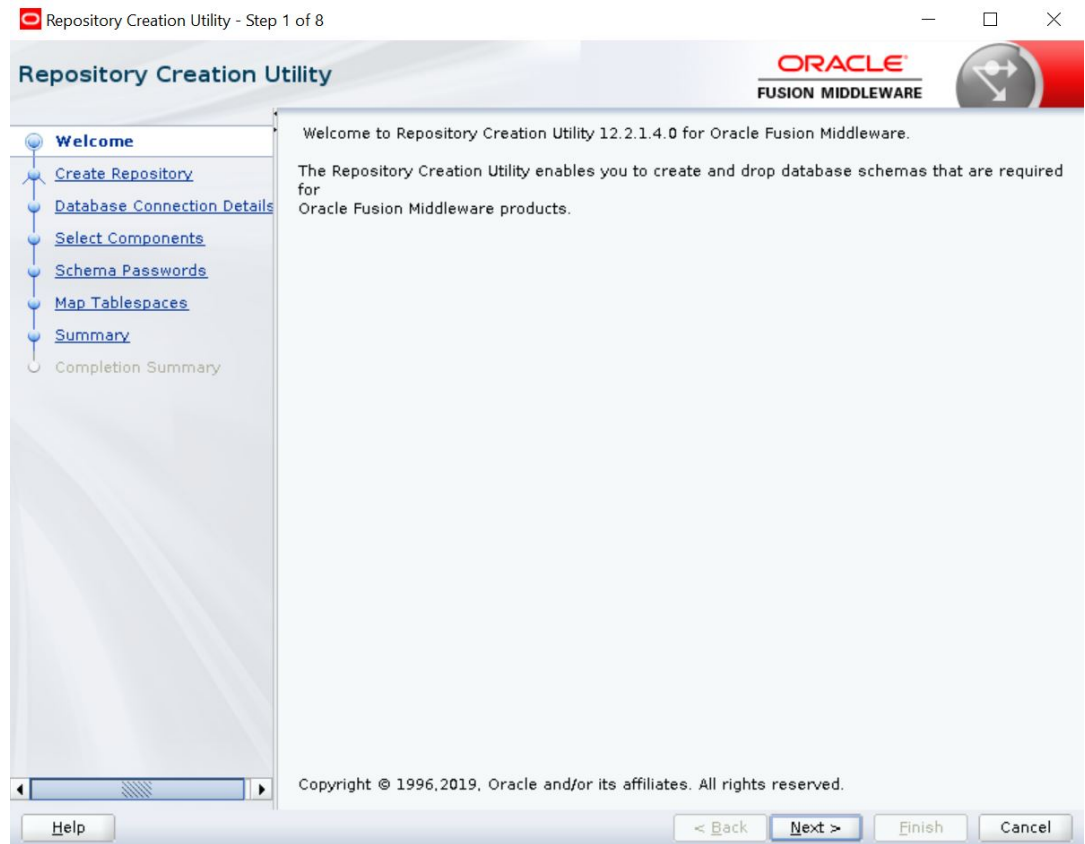 Repository Creation Utility - Step 1 of 8
Repository Creation Utility
ORACLE
FUSION MIDDLEWARE
Welcome
Create Repository
Database Connection Details
Select Components
Schema Passwords
Map Tablespaces
Summary
Completion Summary
Welcome to Repository Creation Utility 12.2.1.4.0 for Oracle Fusion Middleware.
The Repository Creation Utility enables you to create and drop database schemas that are required
for
Oracle Fusion Middleware products.
Copyright © 1996,2019, Oracle and/or its affiliates. All rights reserved.
Help
< Back
Next >
Finish
Cancel